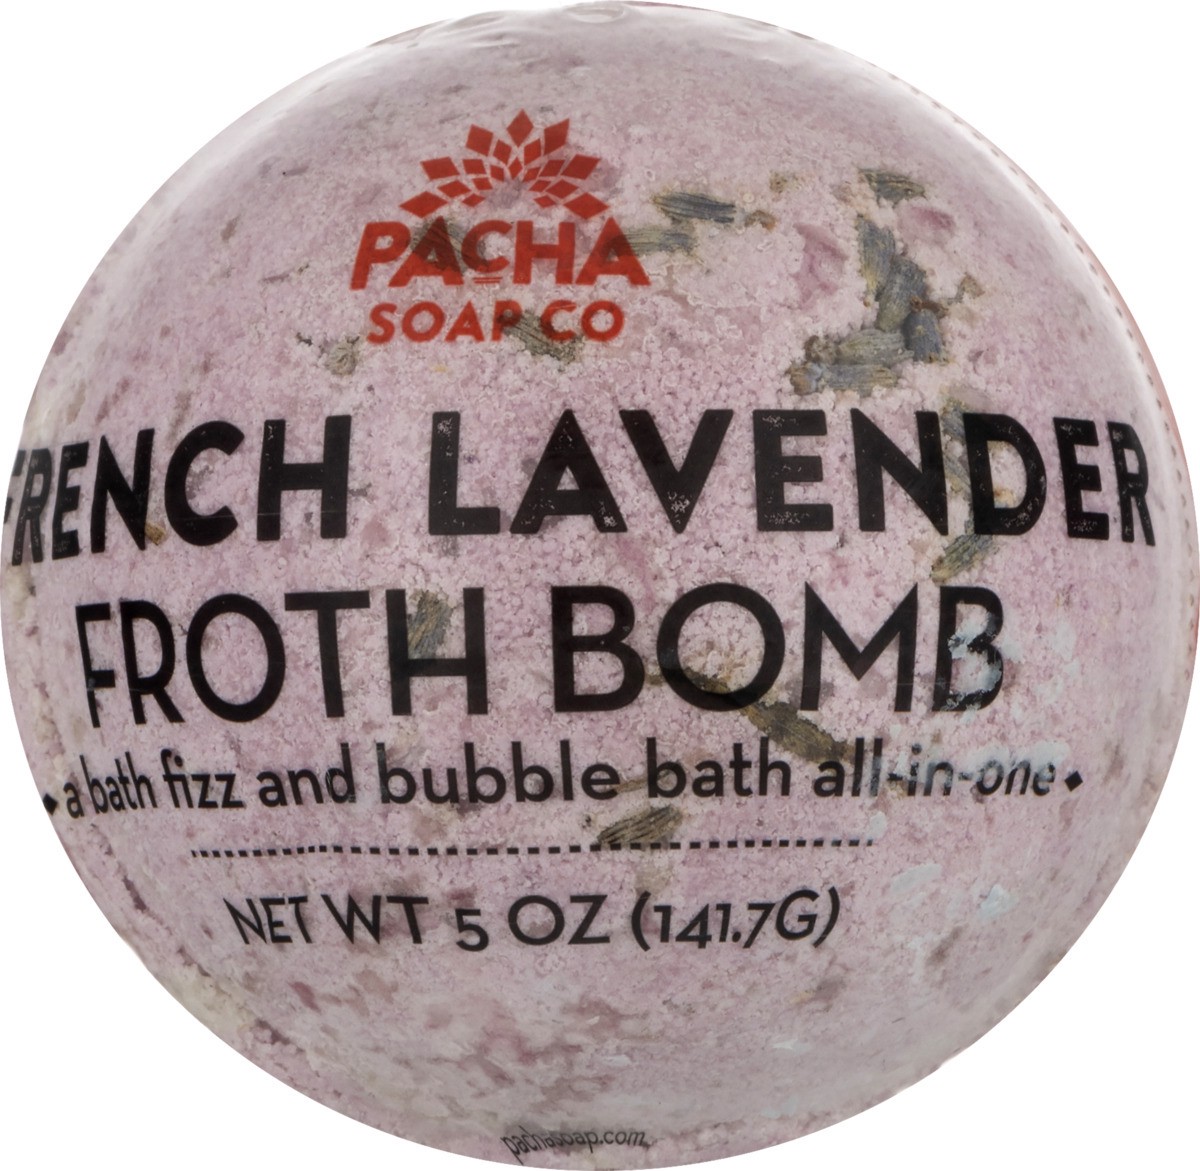 PACHA
SOAP CO
FRENCH LAVENDER
FROTH BOMB
a bath fizz and bubble bath all-in-one
NET WT 5 OZ (141.7G)
pachasoap.com